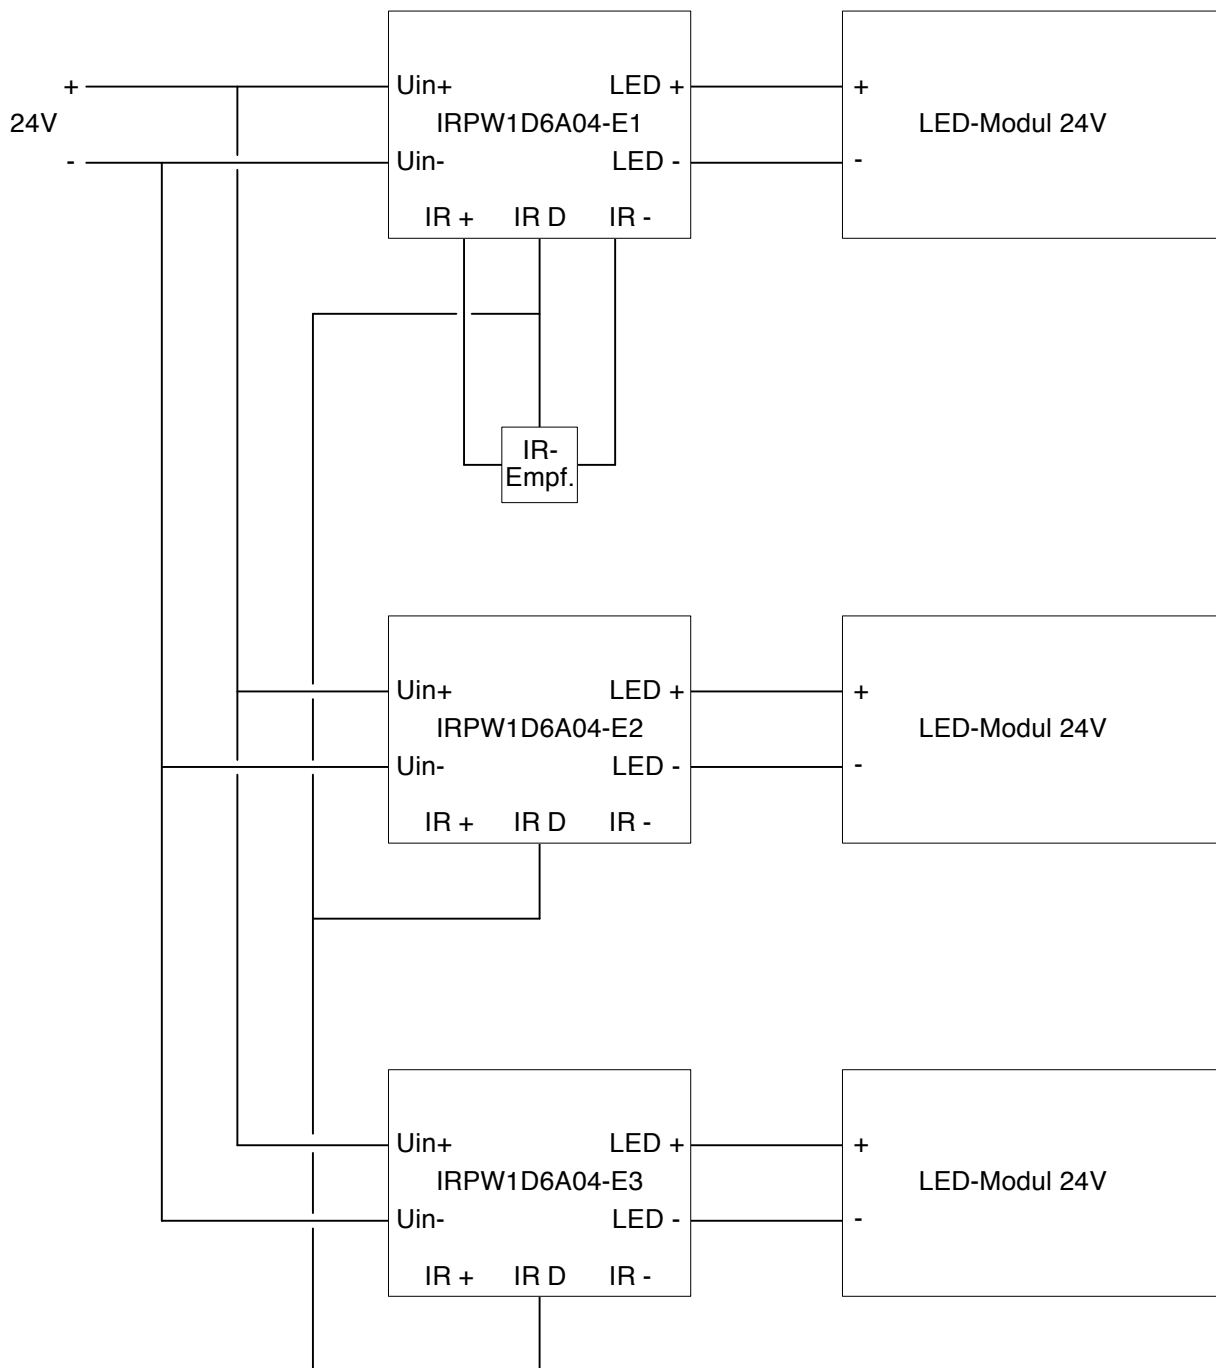 + Uin+ LED + +
24V IRPW1D6A04-E1 LED-Modul 24V
- Uin- LED - -
IR + IR D IR -
IR-
Empf.
Uin+ LED + +
IRPW1D6A04-E2 LED-Modul 24V
Uin- LED - -
IR + IR D IR -
Uin+ LED + +
IRPW1D6A04-E3 LED-Modul 24V
Uin- LED - -
IR + IR D IR -